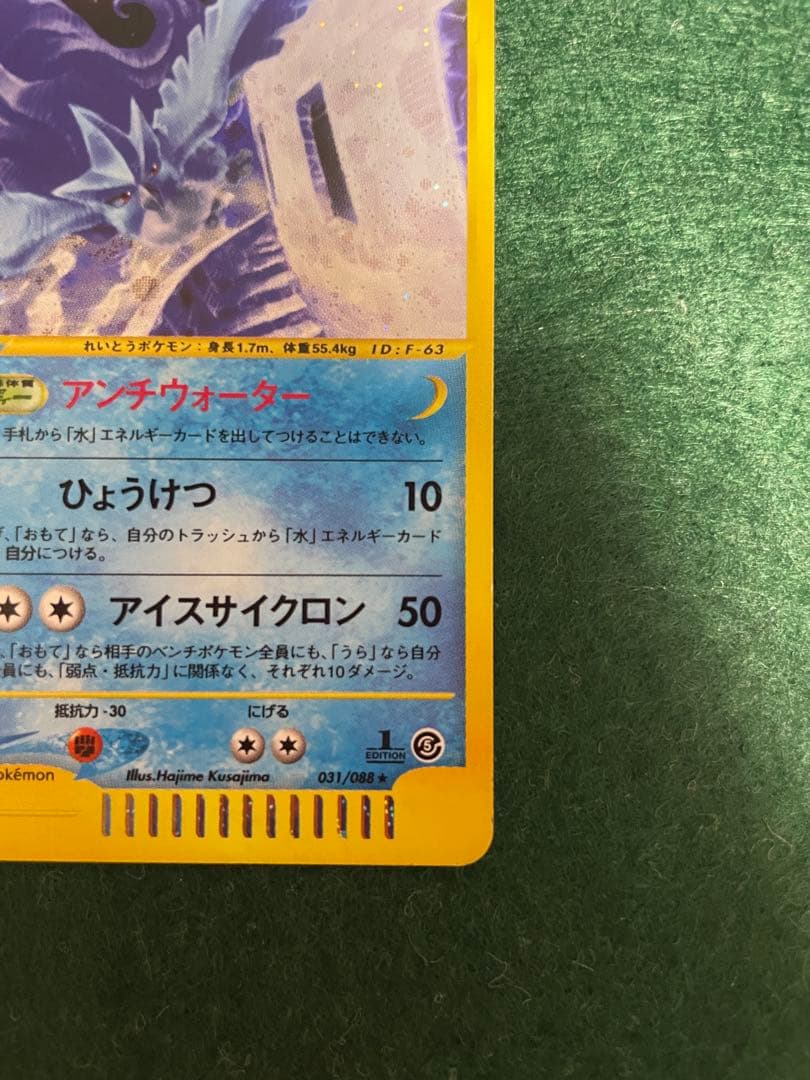 れいとうポケモン：身長1.7m、体重55.4kg ID:F-63
体質
アンチウォーター
手札から「水」エネルギーカードを出してつけることはできない。
ひょうけつ 10
、「おもて」なら、自分のトラッシュから「水」エネルギーカード
自分につける。
アイスサイクロン 50
、「おもて」なら相手のベンチポケモン全員にも、「うら」なら自分
員にも、「弱点・抵抗力」に関係なく、それぞれ10ダメージ。
抵抗力 -30 にげる
1 EDITION 5
okémon Illus.Hajime Kusajima 031/088 ★